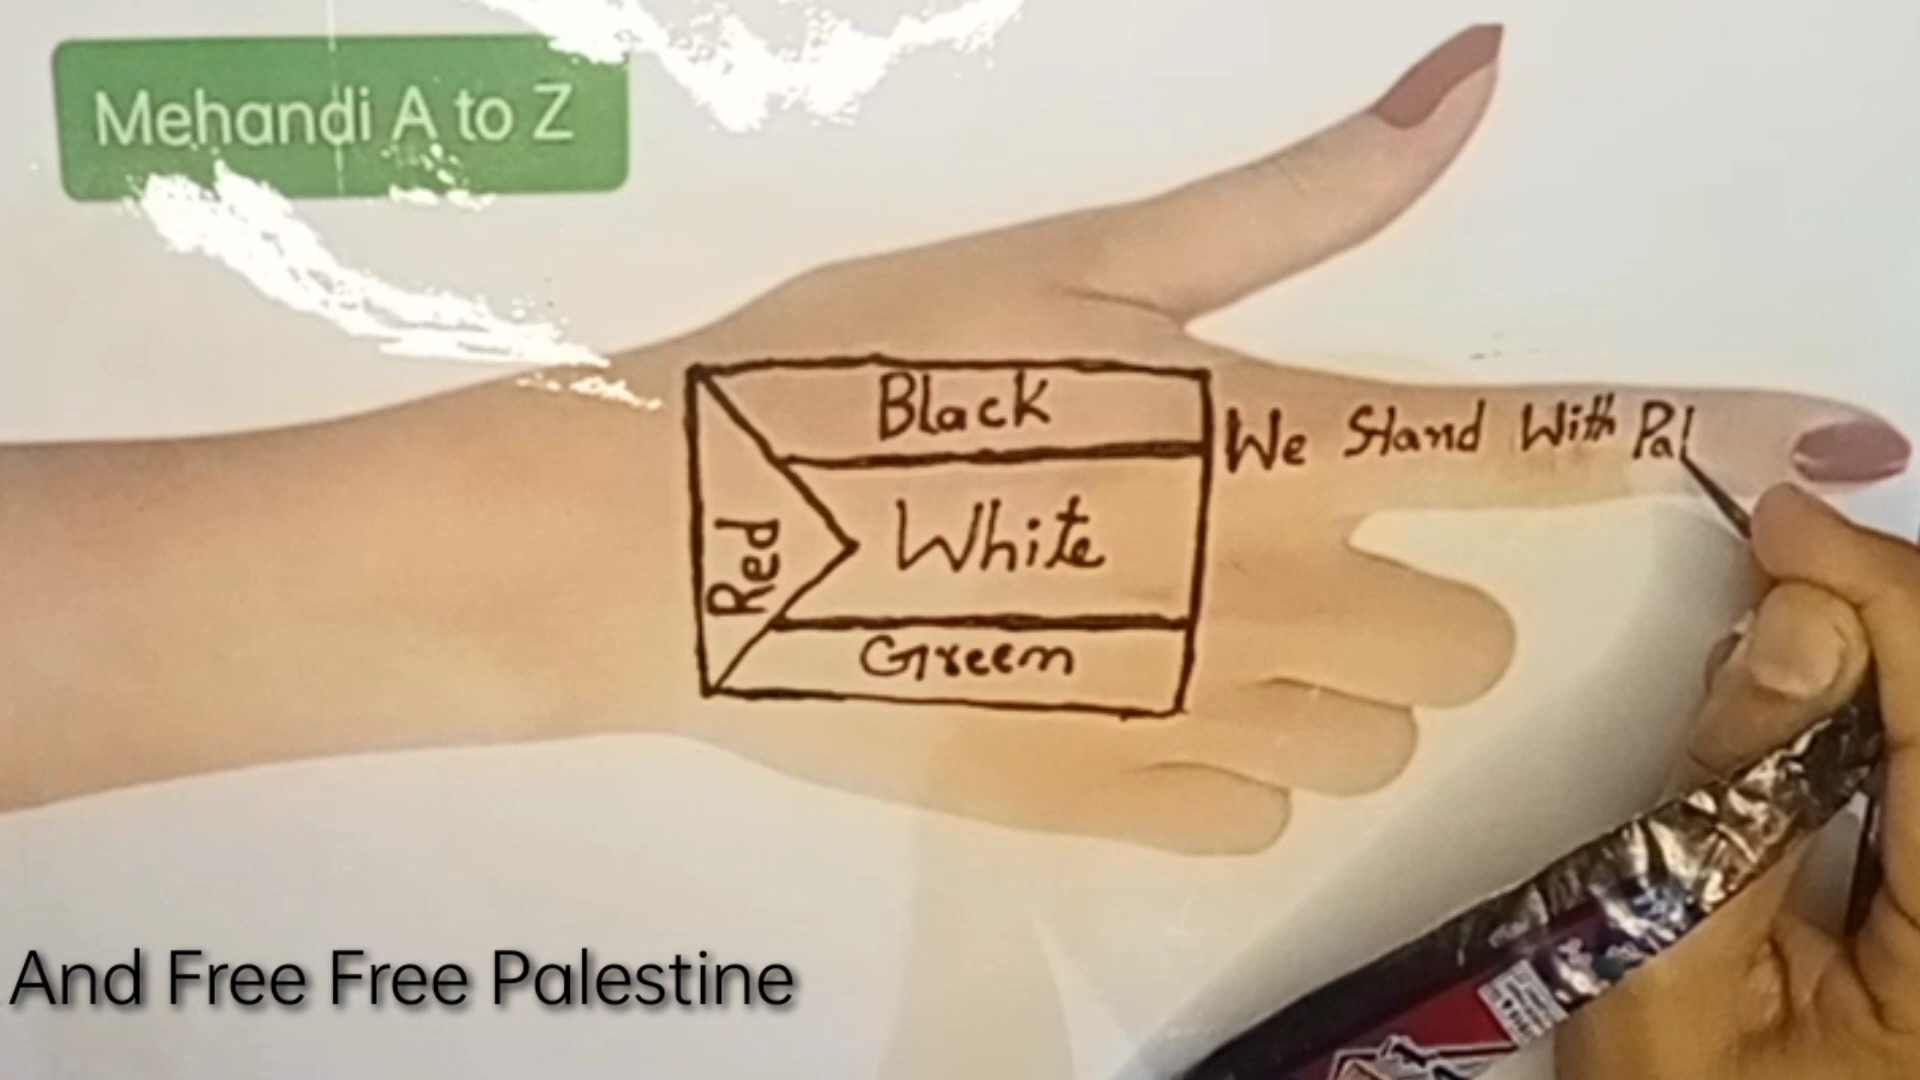 Mehandi A to Z
Black
We Stand With Pal
White
Red
Green
And Free Free Palestine